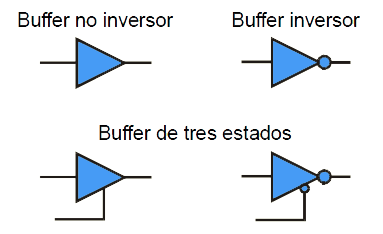 Buffer no inversor
Buffer inversor
Buffer de tres estados